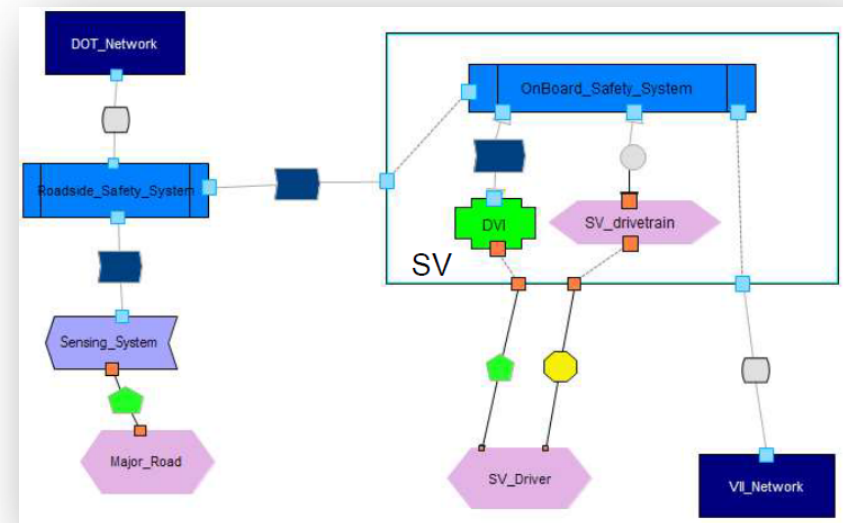 DOT_Network
OnBoard_Safety_System
Roadside_Safety_System
DVI
SV_drivetrain
SV
Sensing_System
Major_Road
SV_Driver
VII_Network